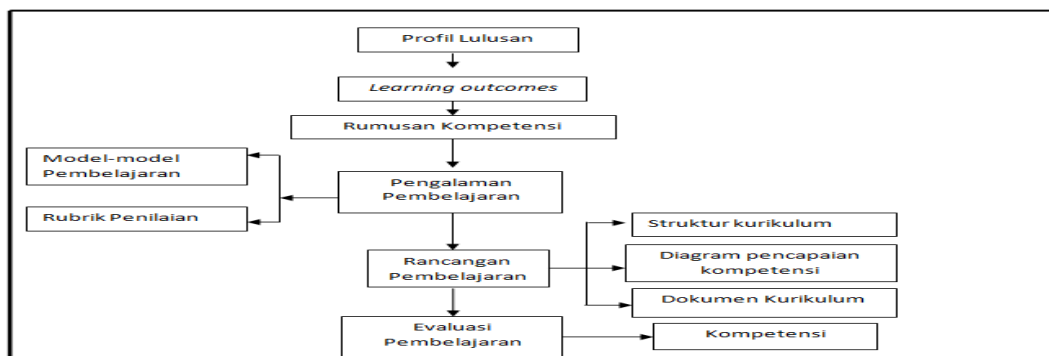 Profil Lulusan
Learning outcomes
Rumusan Kompetensi
Model-model
Pembelajaran
Pengalaman
Pembelajaran
Rubrik Penilaian
Struktur kurikulum
Rancangan
Pembelajaran
Diagram pencapaian
kompetensi
Dokumen Kurikulum
Evaluasi
Pembelajaran
Kompetensi